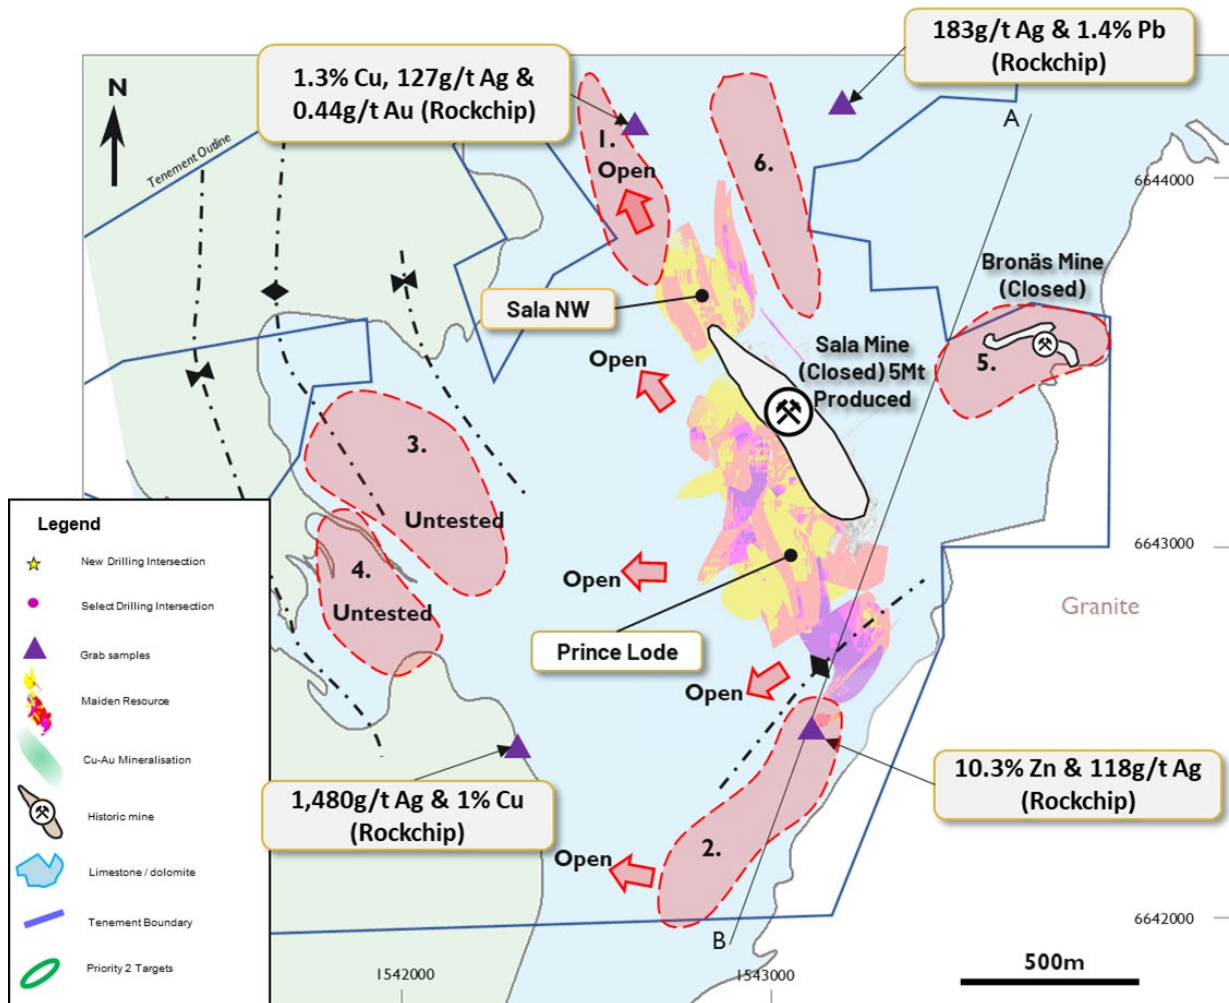 183g/t Ag & 1.4% Pb
(Rockchip)
1.3% Cu, 127g/t Ag &
0.44g/t Au (Rockchip)
N
Tenement Outline
1.
Open
6.
A
6644000
Bronäs Mine
(Closed)
Sala NW
Open
Sala Mine
(Closed) 5Mt
Produced
5.
3.
Untested
4.
Untested
Open
6643000
Granite
Prince Lode
Open
10.3% Zn & 118g/t Ag
(Rockchip)
1,480g/t Ag & 1% Cu
(Rockchip)
Open
2.
B
6642000
1542000
1543000
500m
Legend
New Drilling Intersection
Select Drilling Intersection
Grab samples
Maiden Resource
Cu-Au Mineralisation
Historic mine
Limestone / dolomite
Tenement Boundary
Priority 2 Targets